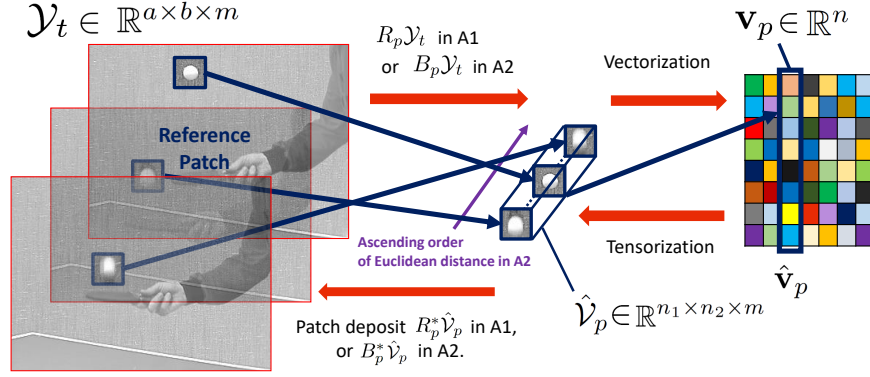 𝒴_t ∈ ℝ^{a×b×m}
R_p𝒴_t in A1
or B_p𝒴_t in A2
Vectorization
v_p ∈ ℝ^n
Reference
Patch
Ascending order
of Euclidean distance in A2
Tensorization
v̂_p
𝒱̂_p ∈ ℝ^{n_1×n_2×m}
Patch deposit R_p^*𝒱̂_p in A1,
or B_p^*𝒱̂_p in A2.